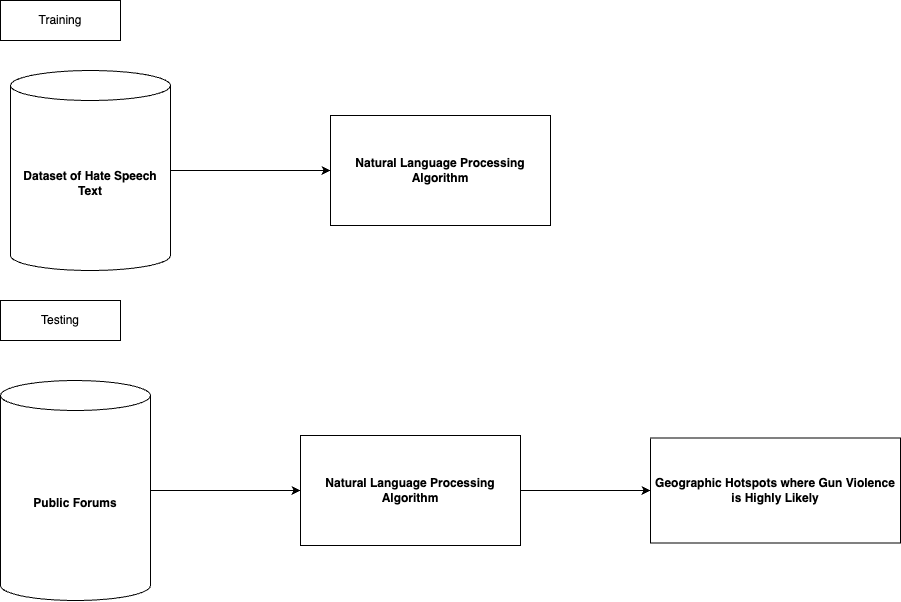 Training
Dataset of Hate Speech
Text
Natural Language Processing
Algorithm
Testing
Public Forums
Natural Language Processing
Algorithm
Geographic Hotspots where Gun Violence
is Highly Likely